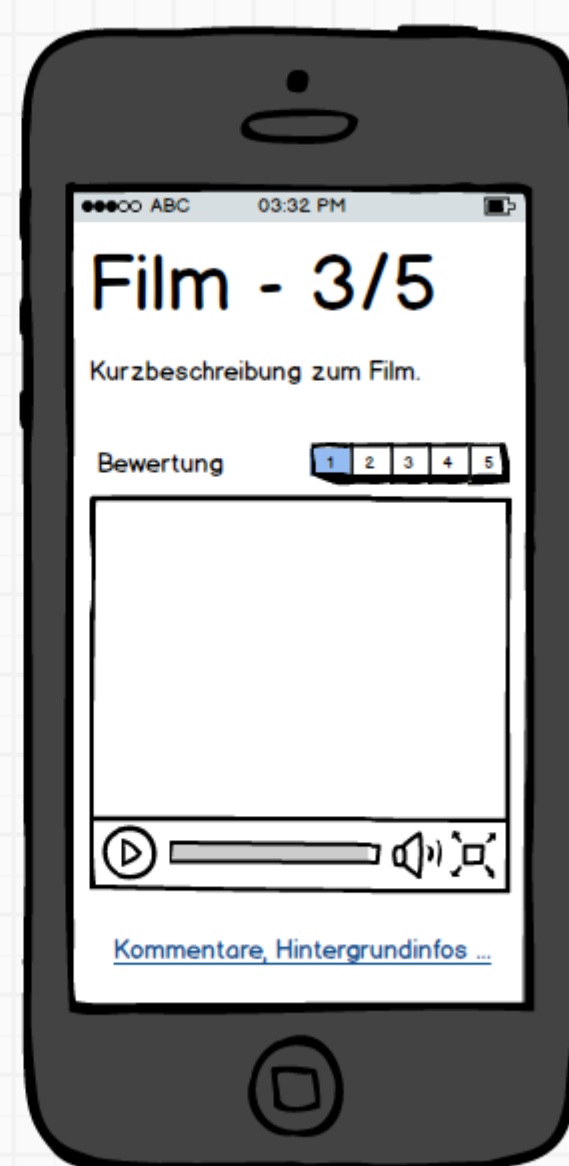 ABC 03:32 PM
Film - 3/5
Kurzbeschreibung zum Film.
Bewertung 1 2 3 4 5
Kommentare, Hintergrundinfos ...